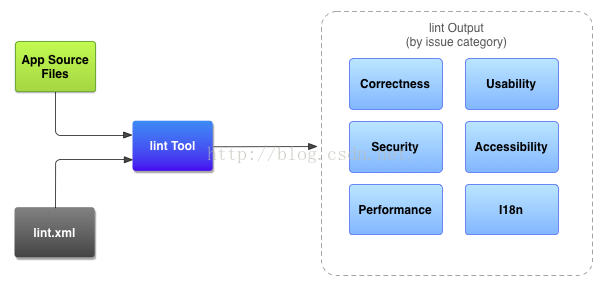 lint Output
(by issue category)
App Source
Files
Correctness
Usability
lint Tool
http://blog.csdn.
Security
Accessibility
lint.xml
Performance
I18n